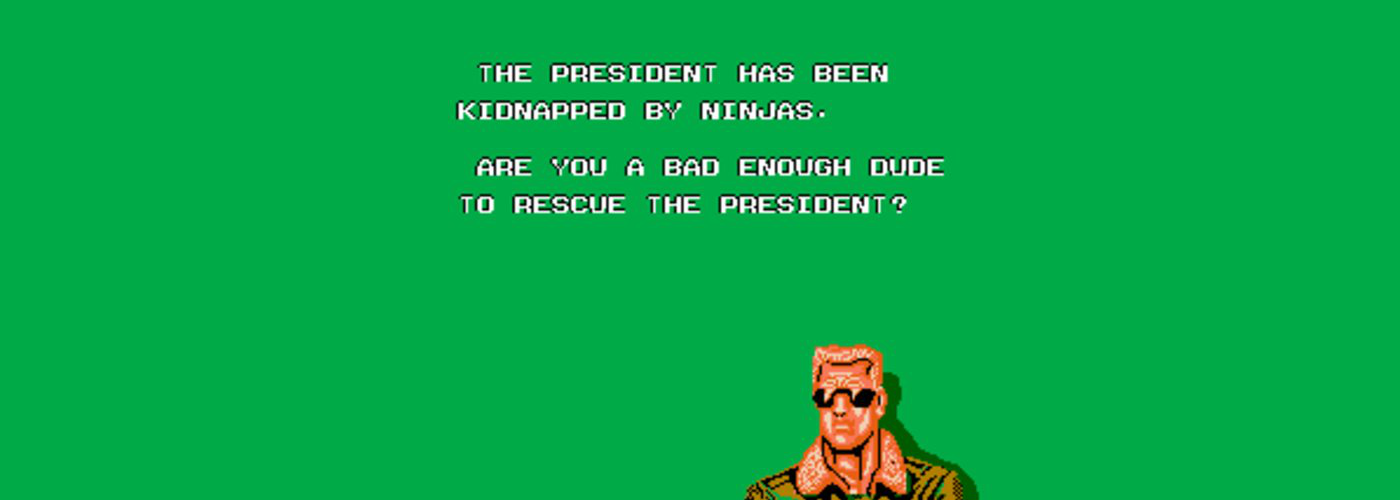 THE PRESIDENT HAS BEEN
KIDNAPPED BY NINJAS.
ARE YOU A BAD ENOUGH DUDE
TO RESCUE THE PRESIDENT?